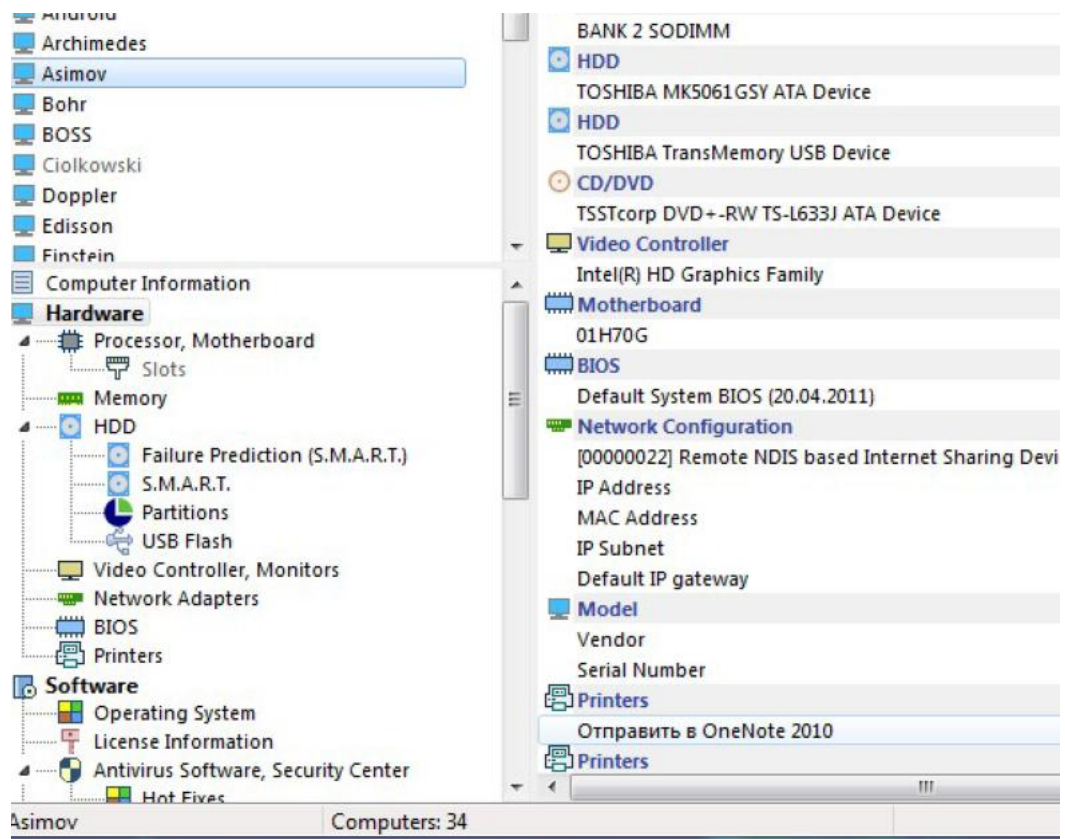 Android
Archimedes
Asimov
Bohr
BOSS
Ciolkowski
Doppler
Edisson
Einstein
Computer Information
Hardware
Processor, Motherboard
Slots
Memory
HDD
Failure Prediction (S.M.A.R.T.)
S.M.A.R.T.
Partitions
USB Flash
Video Controller, Monitors
Network Adapters
BIOS
Printers
Software
Operating System
License Information
Antivirus Software, Security Center
Hot Fixes
BANK 2 SODIMM
HDD
TOSHIBA MK5061GSY ATA Device
HDD
TOSHIBA TransMemory USB Device
CD/DVD
TSSTcorp DVD+-RW TS-L633J ATA Device
Video Controller
Intel(R) HD Graphics Family
Motherboard
01H70G
BIOS
Default System BIOS (20.04.2011)
Network Configuration
[00000022] Remote NDIS based Internet Sharing Devi
IP Address
MAC Address
IP Subnet
Default IP gateway
Model
Vendor
Serial Number
Printers
Отправить в OneNote 2010
Printers
Asimov
Computers: 34